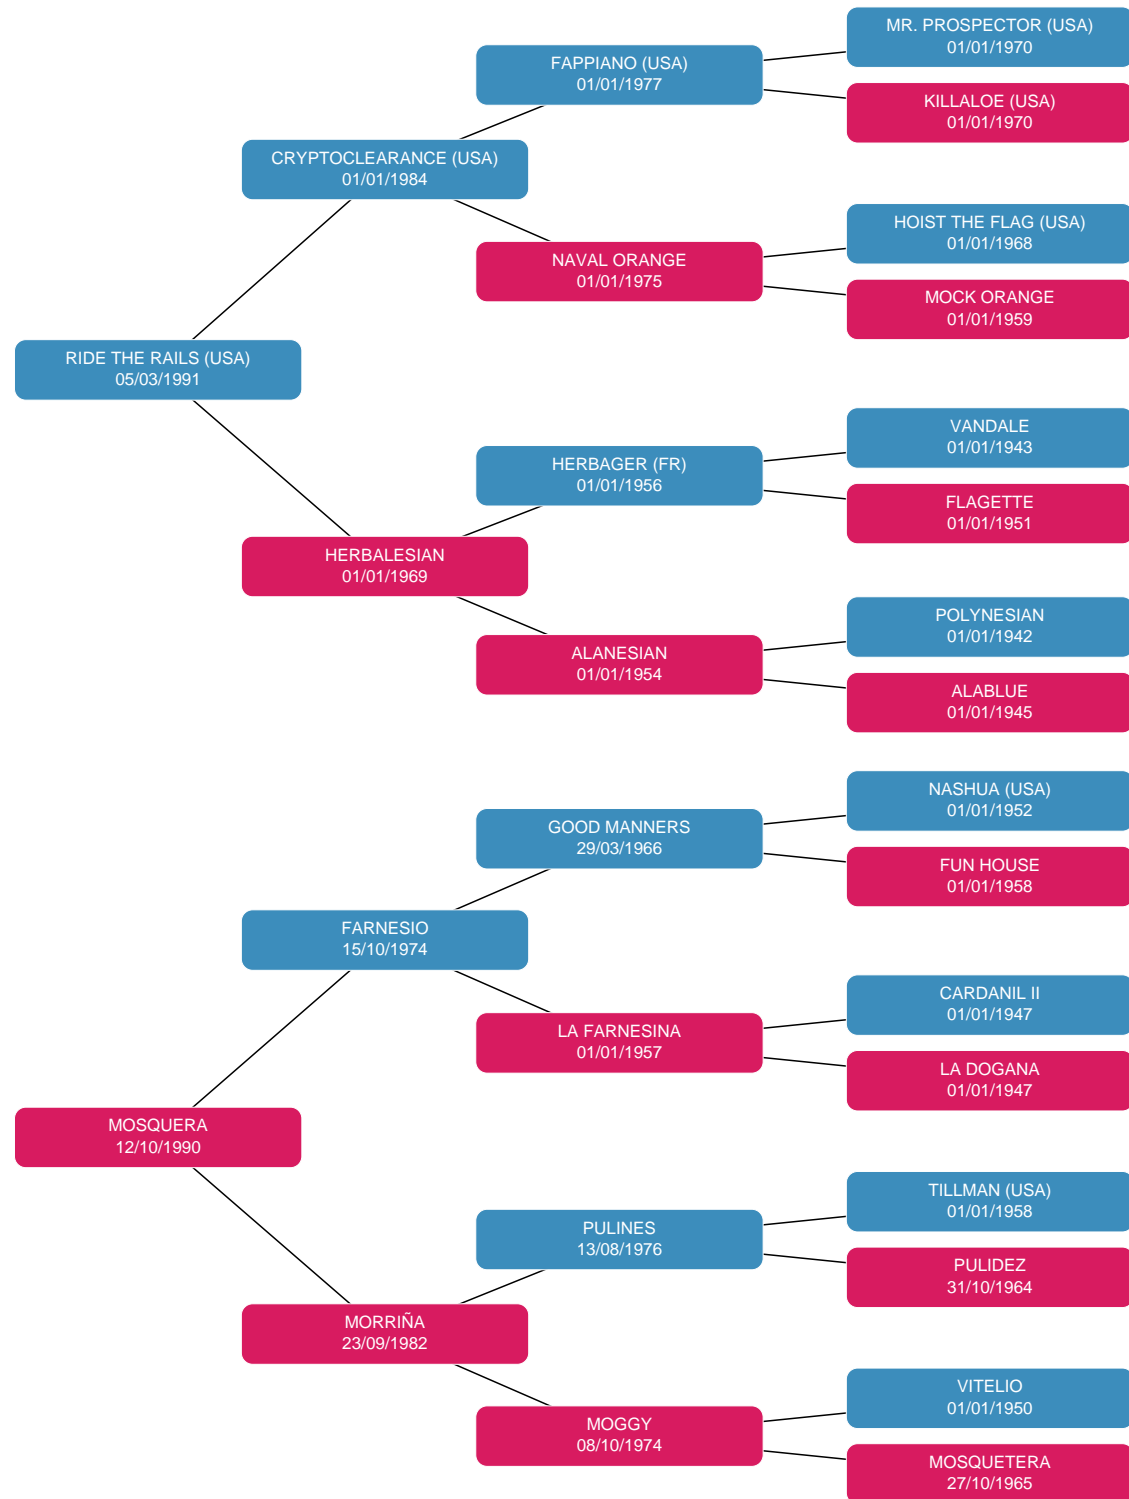 MR. PROSPECTOR (USA)
01/01/1970
FAPPIANO (USA)
01/01/1977
KILLALOE (USA)
01/01/1970
CRYPTOCLEARANCE (USA)
01/01/1984
HOIST THE FLAG (USA)
01/01/1968
NAVAL ORANGE
01/01/1975
MOCK ORANGE
01/01/1959
RIDE THE RAILS (USA)
05/03/1991
VANDALE
01/01/1943
HERBAGER (FR)
01/01/1956
FLAGETTE
01/01/1951
HERBALESIAN
01/01/1969
POLYNESIAN
01/01/1942
ALANESIAN
01/01/1954
ALABLUE
01/01/1945
NASHUA (USA)
01/01/1952
GOOD MANNERS
29/03/1966
FUN HOUSE
01/01/1958
FARNESIO
15/10/1974
CARDANIL II
01/01/1947
LA FARNESINA
01/01/1957
LA DOGANA
01/01/1947
MOSQUERA
12/10/1990
TILLMAN (USA)
01/01/1958
PULINES
13/08/1976
PULIDEZ
31/10/1964
MORRIÑA
23/09/1982
VITELIO
01/01/1950
MOGGY
08/10/1974
MOSQUETERA
27/10/1965